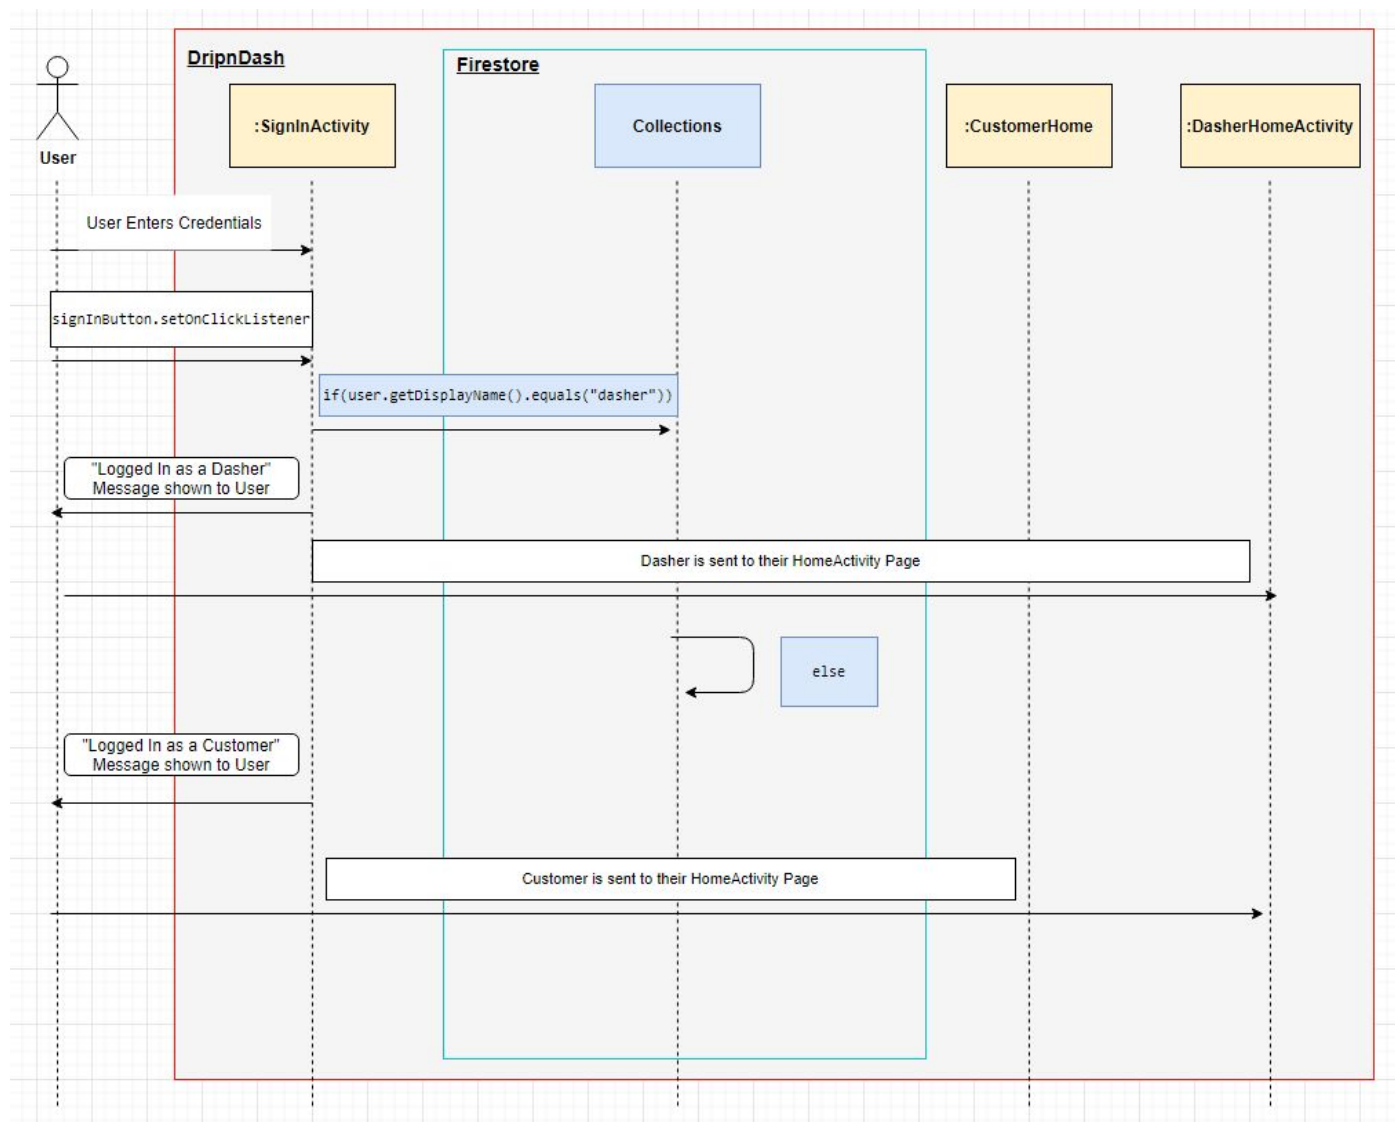 DripnDash
Firestore
:SignInActivity
Collections
:CustomerHome
:DasherHomeActivity
User
User Enters Credentials
signInButton.setOnClickListener
if(user.getDisplayName().equals("dasher"))
"Logged In as a Dasher"
Message shown to User
Dasher is sent to their HomeActivity Page
else
"Logged In as a Customer"
Message shown to User
Customer is sent to their HomeActivity Page